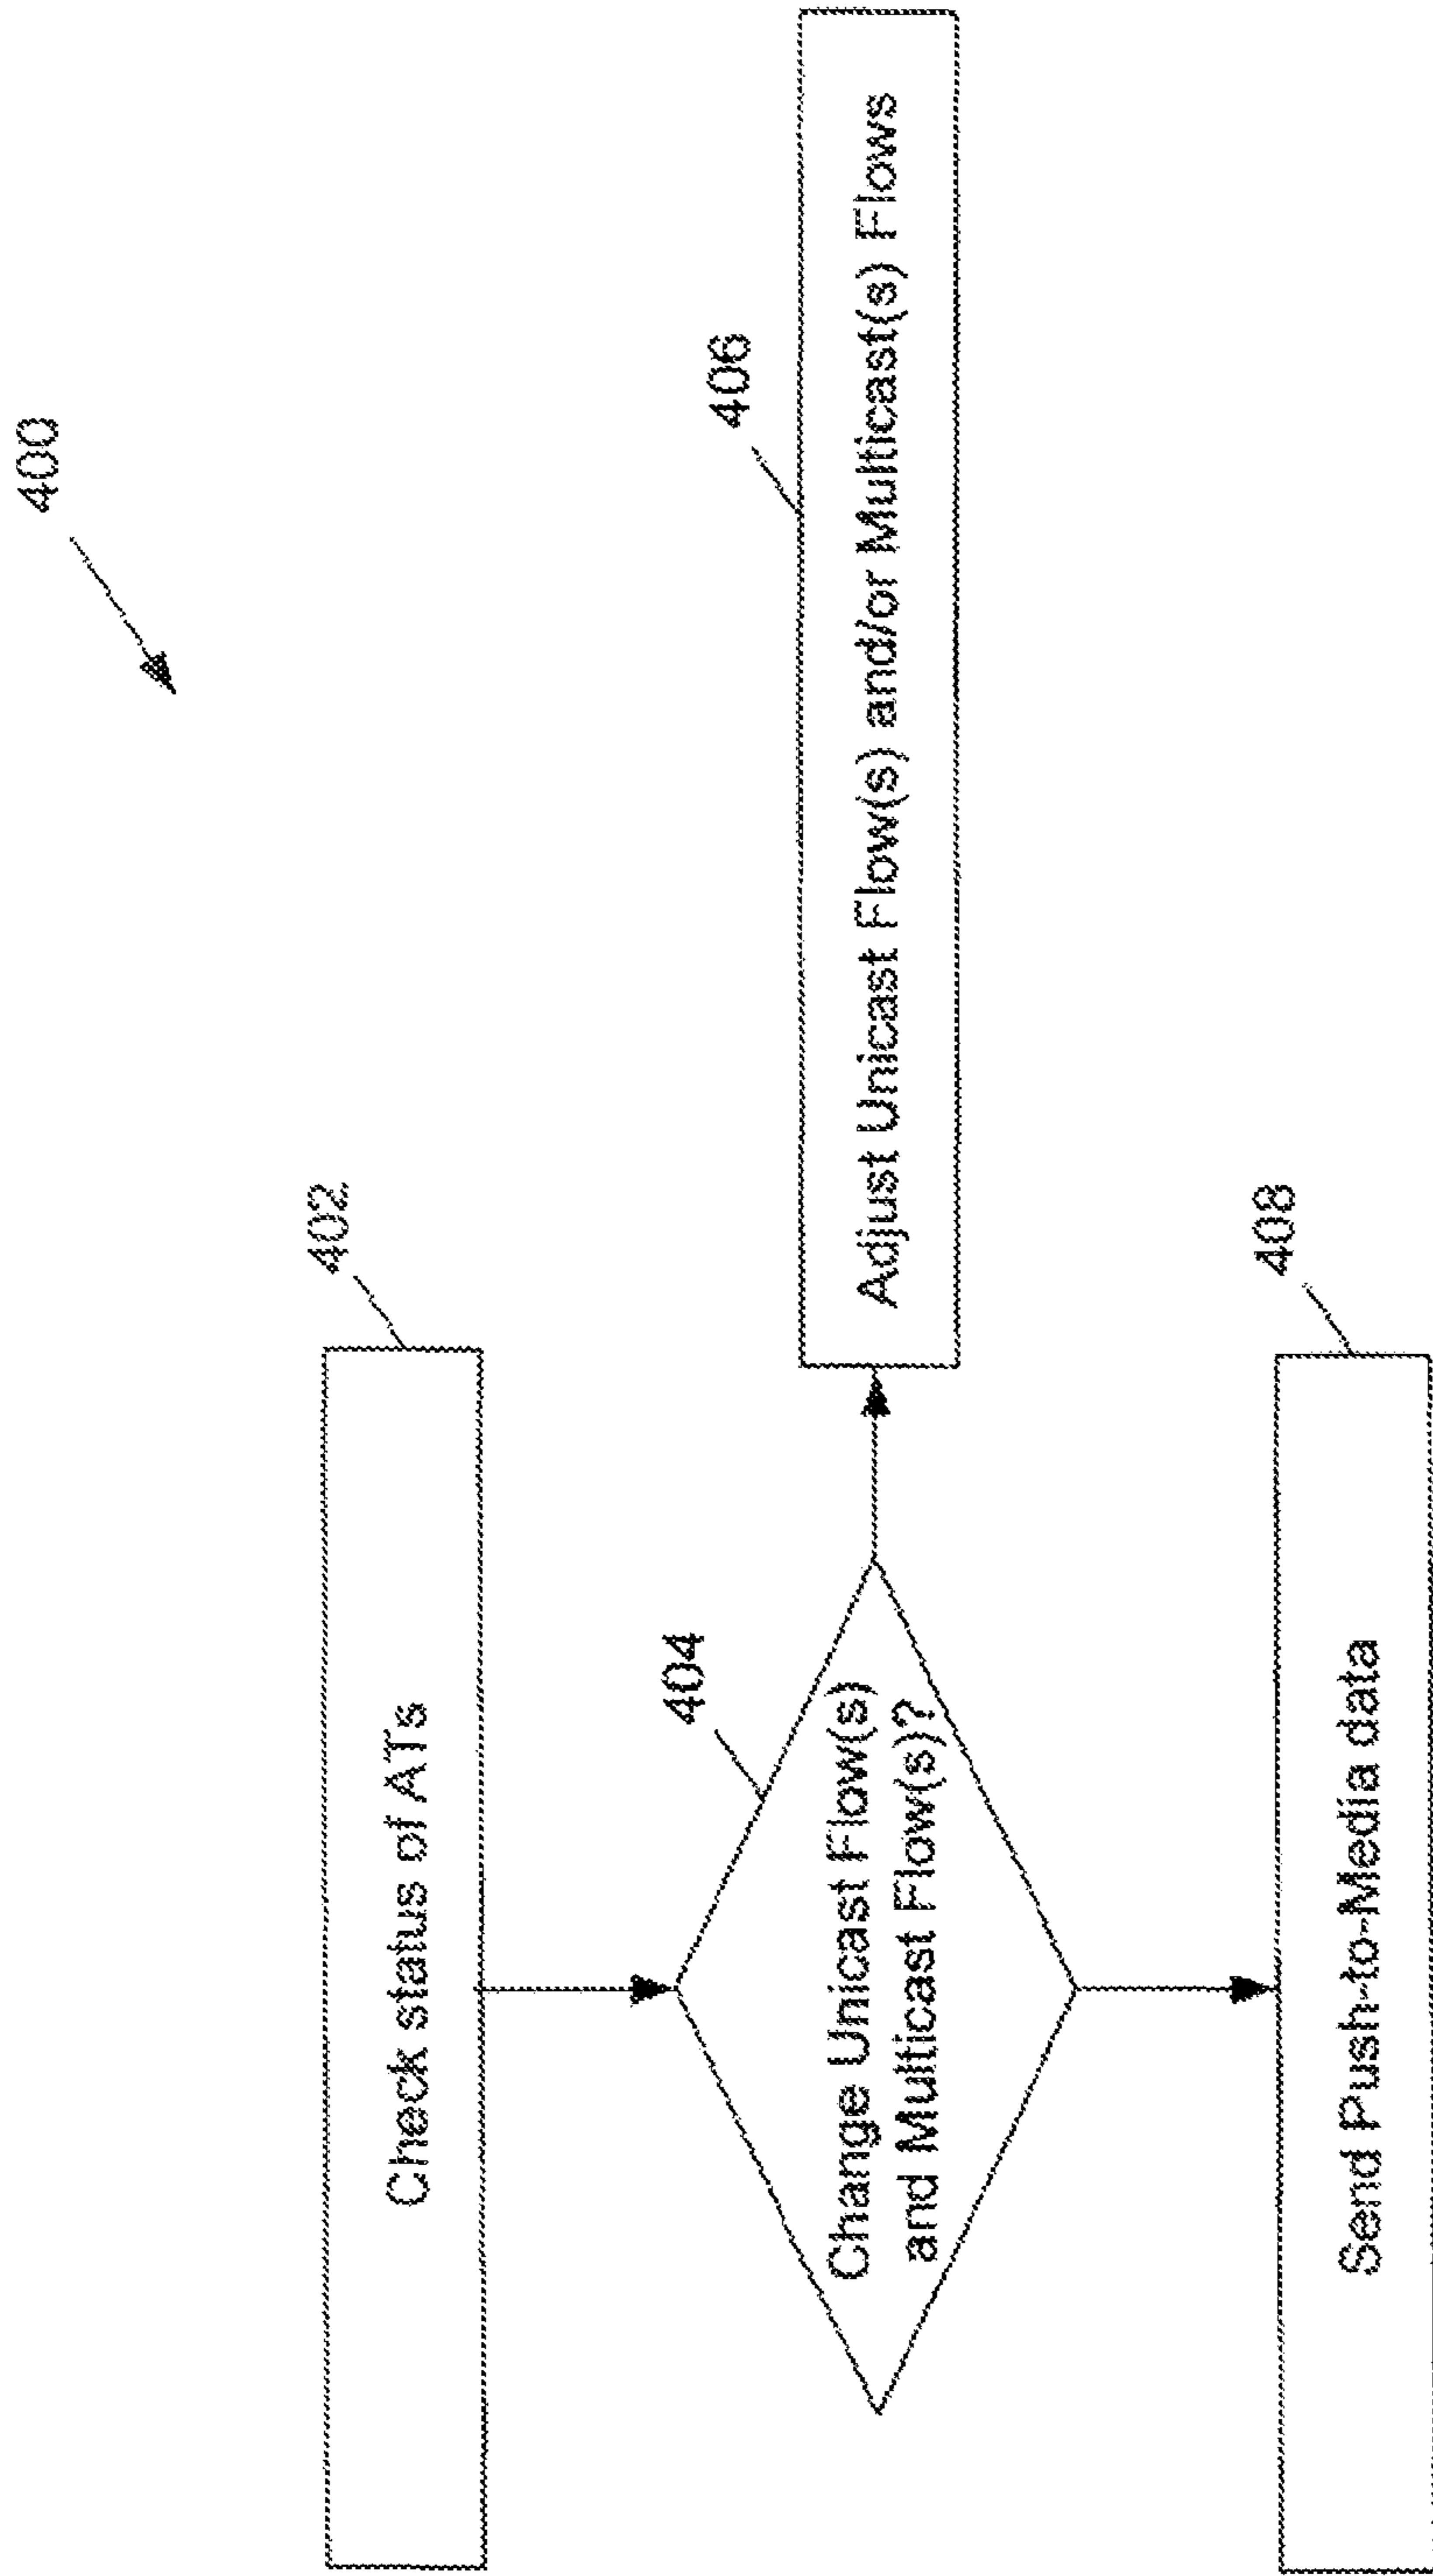 400
402
Check status of ATs
404
Change Unicast Flow(s)
and Multicast Flow(s)?
406
Adjust Unicast Flow(s) and/or Multicast(s) Flows
408
Send Push-to-Media data